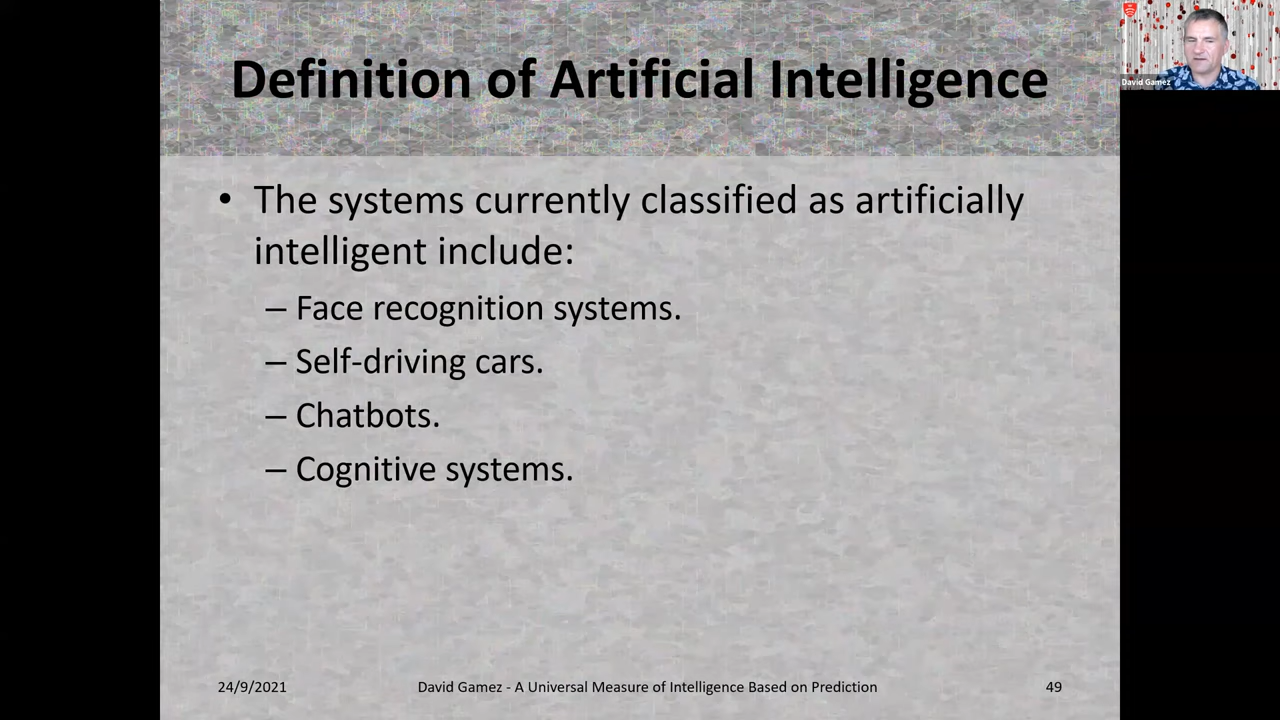 Definition of Artificial Intelligence
David Gamez
• The systems currently classified as artificially
intelligent include:
– Face recognition systems.
– Self-driving cars.
– Chatbots.
– Cognitive systems.
24/9/2021 David Gamez - A Universal Measure of Intelligence Based on Prediction 49